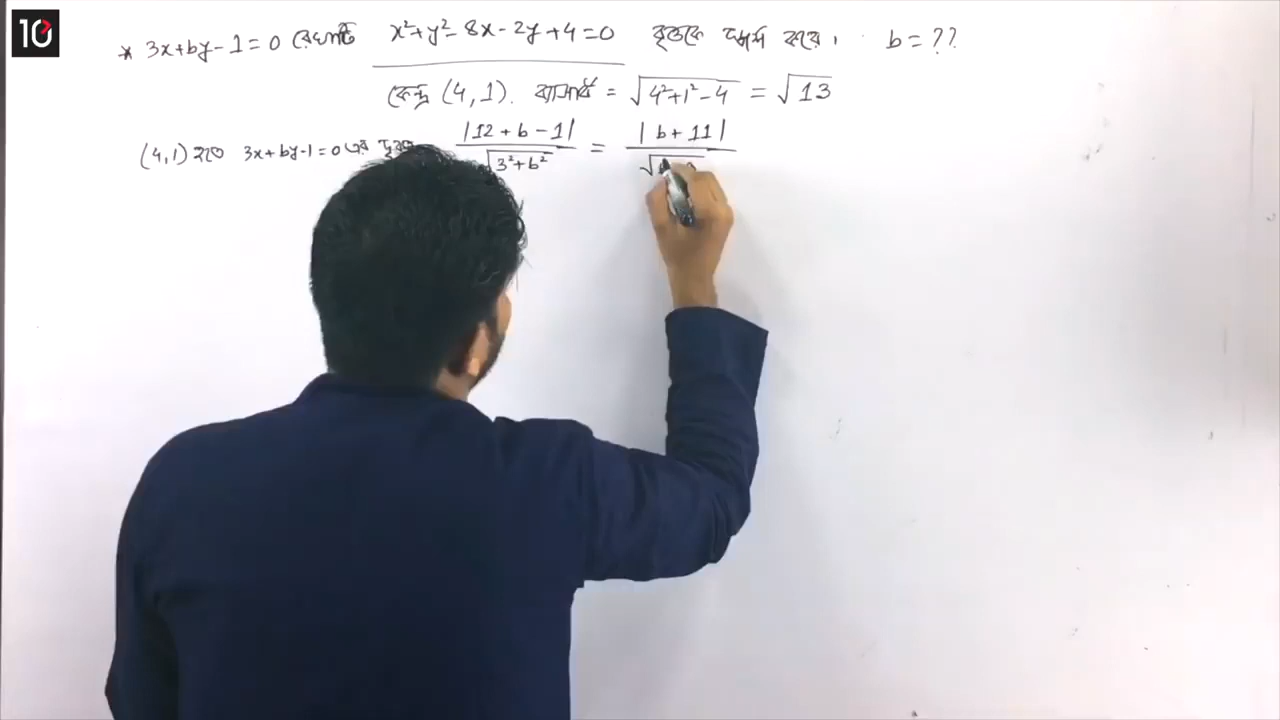 10
* 3x+by-1=0 রেখাটি x²+y²-8x-2y+4=0 বৃত্তকে স্পর্শ করে। b=??
কেন্দ্র (4,1). ব্যাসার্ধ = √4²+1²-4 = √13
(4,1) হতে 3x+by-1=0 এর |12+b-1| / √3²+b² = |b+11| / √